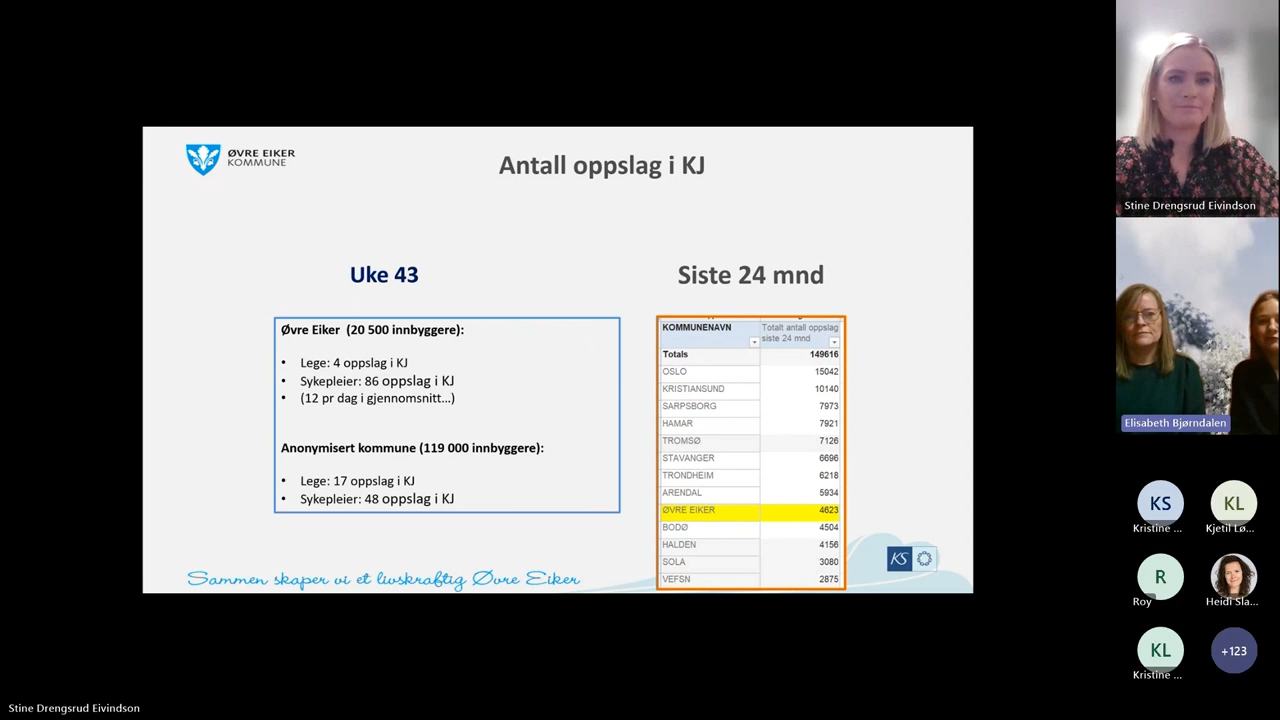 ØVRE EIKER
KOMMUNE
Antall oppslag i KJ
Uke 43
Siste 24 mnd
Øvre Eiker (20 500 innbyggere):
• Lege: 4 oppslag i KJ
• Sykepleier: 86 oppslag i KJ
• (12 pr dag i gjennomsnitt...)
Anonymisert kommune (119 000 innbyggere):
• Lege: 17 oppslag i KJ
• Sykepleier: 48 oppslag i KJ
KOMMUNENAVN Totalt antall oppslag
siste 24 mnd
Totals 149616
OSLO 15042
KRISTIANSUND 10140
SARPSBORG 7973
HAMAR 7921
TROMSØ 7126
STAVANGER 6696
TRONDHEIM 6218
ARENDAL 5934
ØVRE EIKER 4623
BODØ 4504
HALDEN 4156
SOLA 3080
VEFSN 2875
Sammen skaper vi et livskraftig Øvre Eiker
KS
Stine Drengsrud Eivindson
Elisabeth Bjørndalen
KS KL
Kristine ... Kjetil Lø...
R
Roy Heidi Sla...
KL +123
Kristine ...
Stine Drengsrud Eivindson